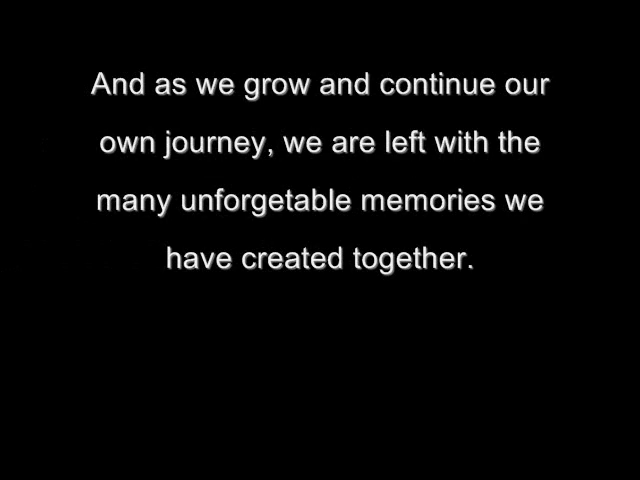 And as we grow and continue our
own journey, we are left with the
many unforgetable memories we
have created together.